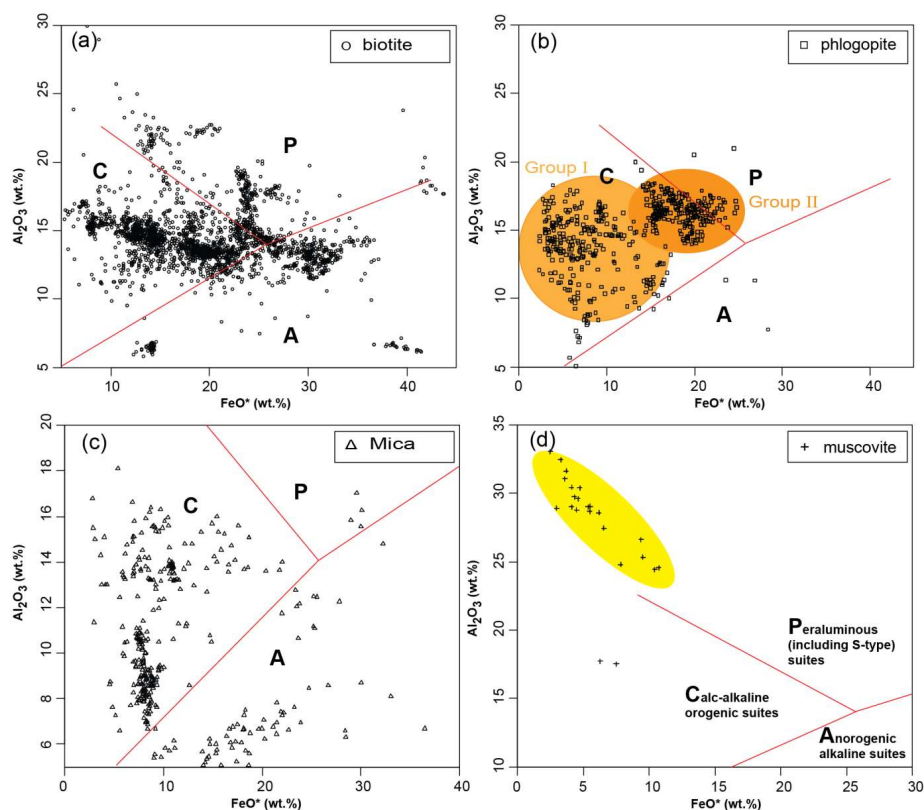 (a)
○ biotite
C
P
A
30
25
20
15
10
5
Al₂O₃ (wt.%)
10
20
30
40
FeO* (wt.%)
(b)
□ phlogopite
Group I
C
P
Group II
A
30
25
20
15
10
5
Al₂O₃ (wt.%)
0
10
20
30
40
FeO* (wt.%)
(c)
△ Mica
C
P
A
20
18
16
14
12
10
8
6
Al₂O₃ (wt.%)
0
10
20
30
40
FeO* (wt.%)
(d)
+ muscovite
Peraluminous
(including S-type)
suites
Calc-alkaline
orogenic suites
Anorogenic
alkaline suites
35
30
25
20
15
10
Al₂O₃ (wt.%)
0
5
10
15
20
25
30
FeO* (wt.%)